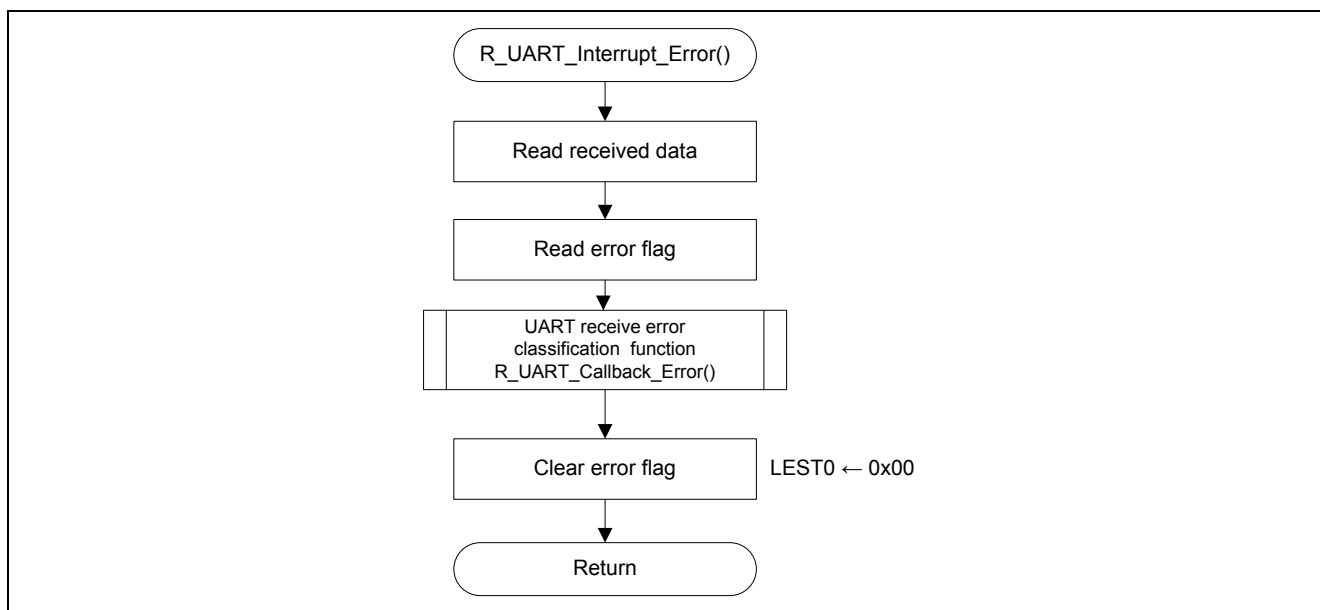 R_UART_Interrupt_Error()
Read received data
Read error flag
UART receive error
classification function
R_UART_Callback_Error()
Clear error flag
LEST0 ← 0x00
Return